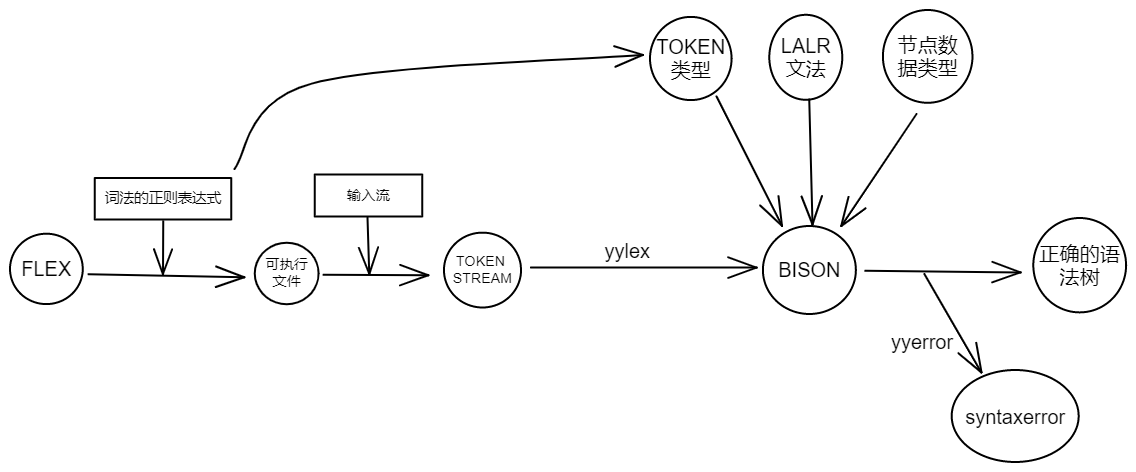 TOKEN
类型
LALR
文法
节点数
据类型
词法的正则表达式
输入流
FLEX
可执行
文件
TOKEN
STREAM
yylex
BISON
正确的语
法树
yyerror
syntaxerror